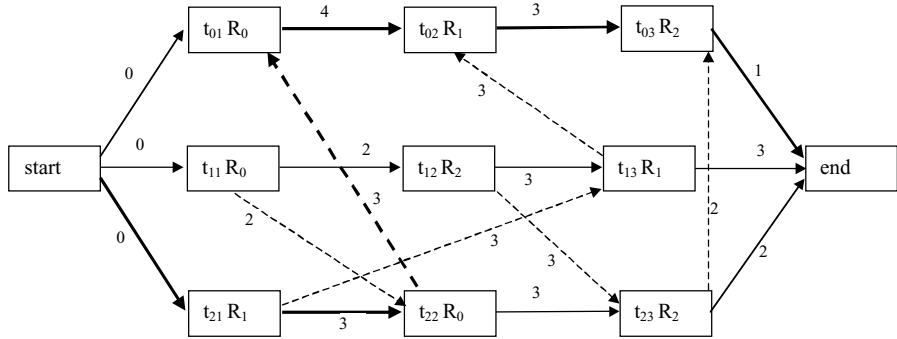 t₀₁ R₀ 4 t₀₂ R₁ 3 t₀₃ R₂
0 3 1
start 0 t₁₁ R₀ 2 t₁₂ R₂ 3 t₁₃ R₁ 3 end
0 2 3 3 3 2 2
t₂₁ R₁ 3 t₂₂ R₀ 3 t₂₃ R₂